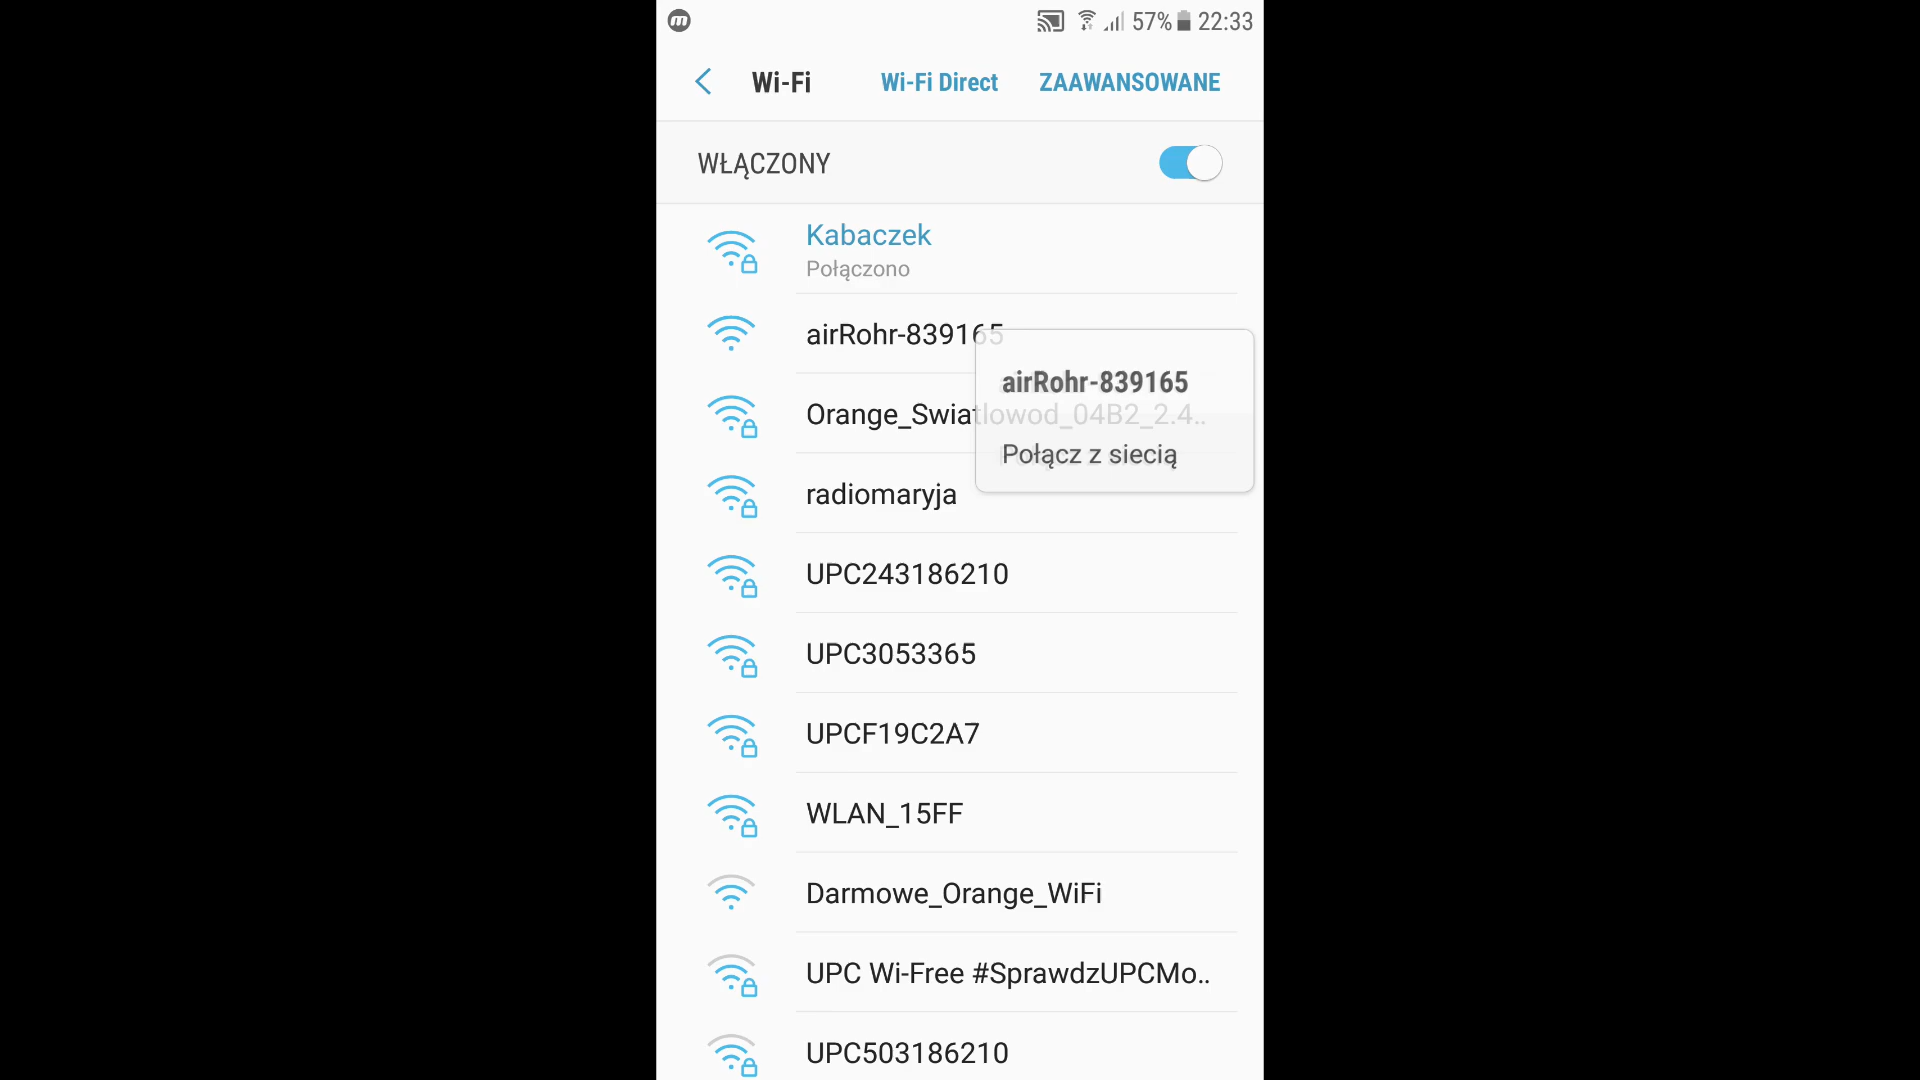 57% 22:33
Wi-Fi Wi-Fi Direct ZAAWANSOWANE
WŁĄCZONY
Kabaczek
Połączono
airRohr-839165
airRohr-839165
Orange_Swiatlowod_04B2_2.4..
Połącz z siecią
radiomaryja
UPC243186210
UPC3053365
UPCF19C2A7
WLAN_15FF
Darmowe_Orange_WiFi
UPC Wi-Free #SprawdzUPCMo..
UPC503186210